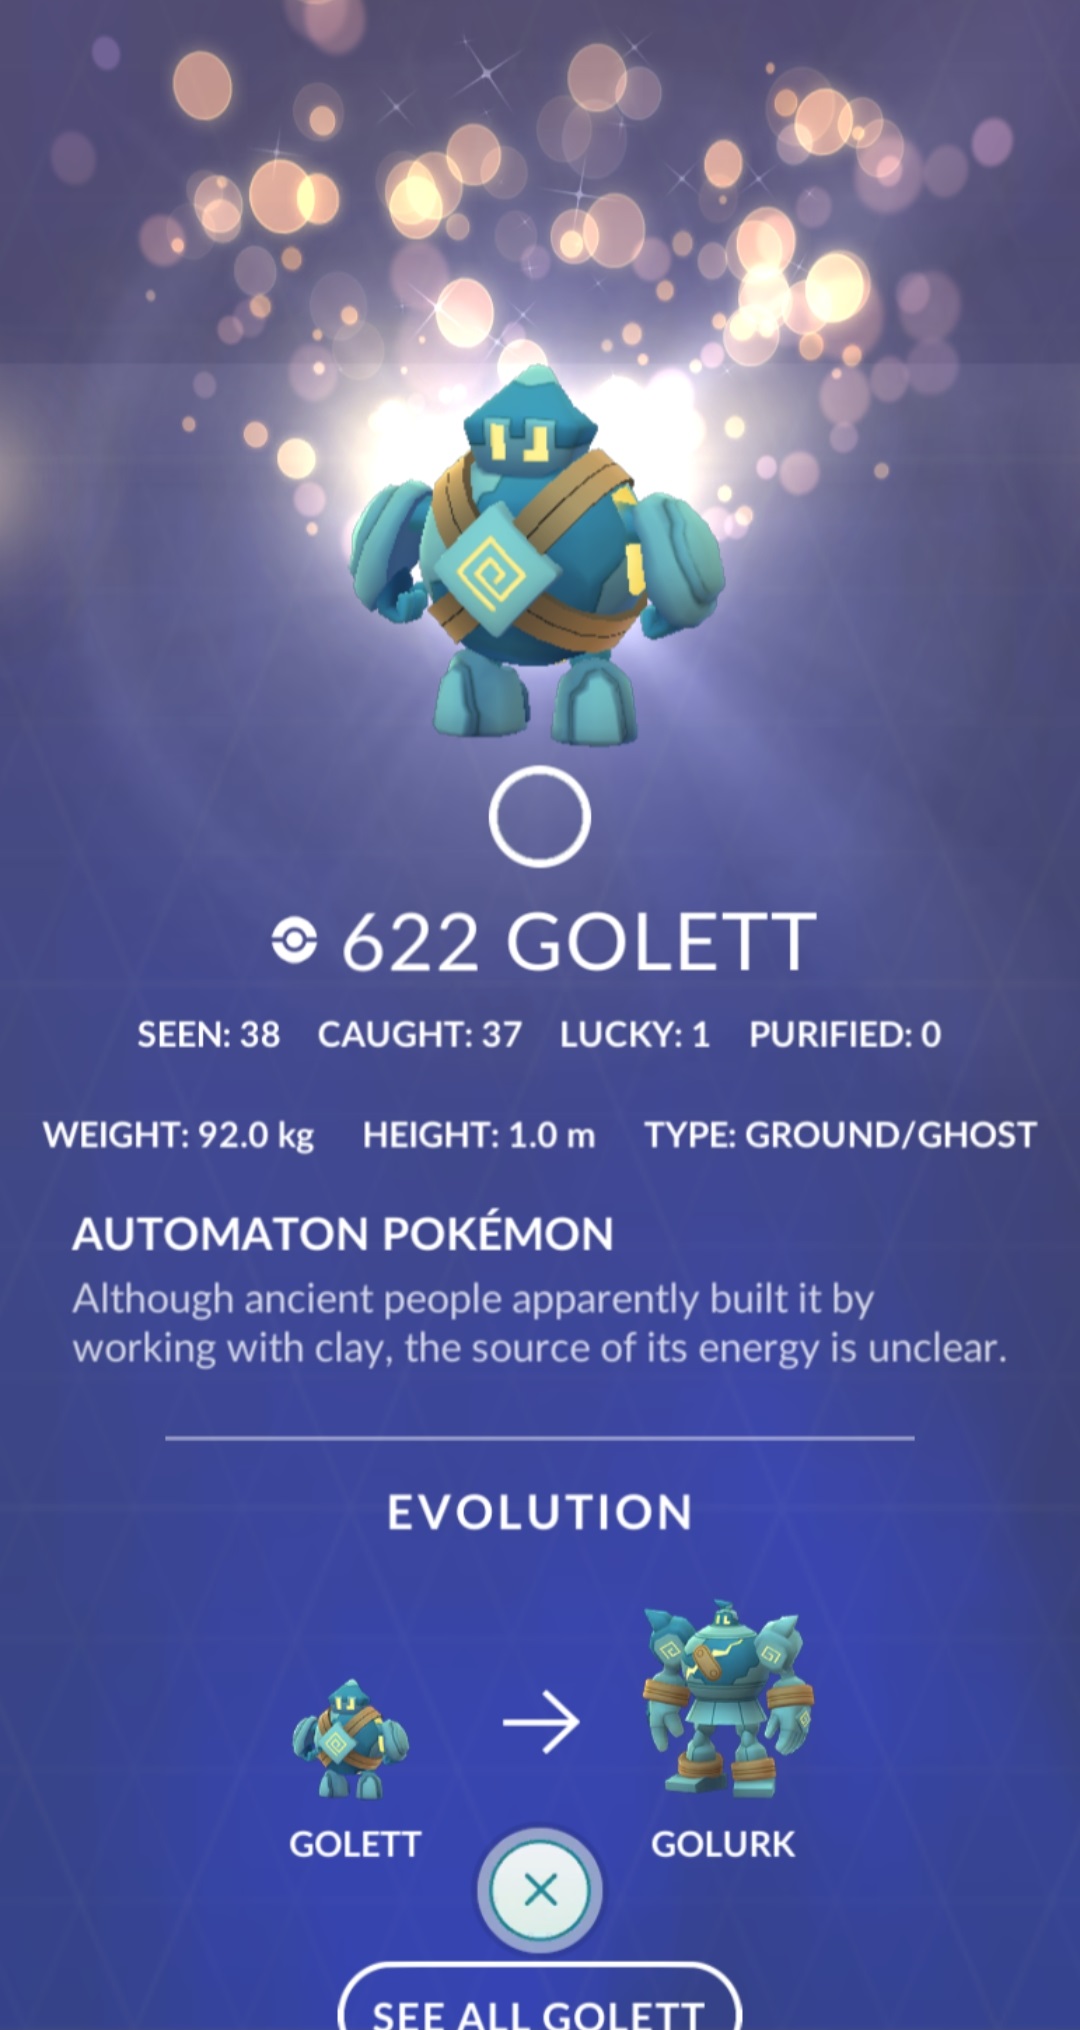 622 GOLETT
SEEN: 38 CAUGHT: 37 LUCKY: 1 PURIFIED: 0
WEIGHT: 92.0 kg HEIGHT: 1.0 m TYPE: GROUND/GHOST
AUTOMATON POKÉMON
Although ancient people apparently built it by
working with clay, the source of its energy is unclear.
EVOLUTION
GOLETT GOLURK
SEE ALL GOLETT